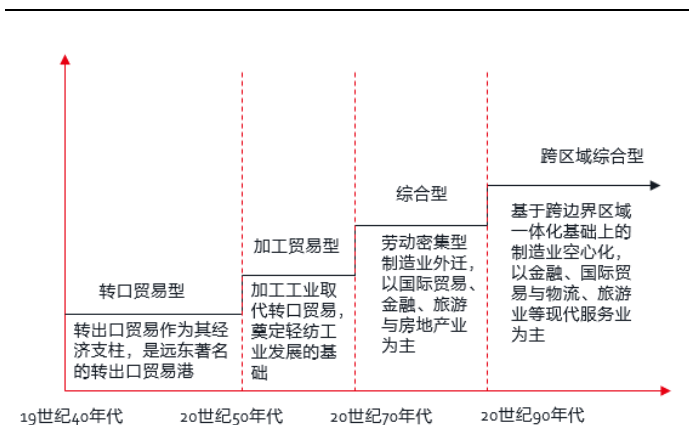 跨区域综合型
综合型
加工贸易型
转口贸易型
转出口贸易作为其经
济支柱，是远东著名
的转出口贸易港
加工工业取
代转口贸易，
奠定轻纺工
业发展的基
础
劳动密集型
制造业外迁，
以国际贸易、
金融、旅游
与房地产业
为主
基于跨边界区域
一体化基础上的
制造业空心化，
以金融、国际贸
易与物流、旅游
业等现代服务业
为主
19世纪40年代
20世纪50年代
20世纪70年代
20世纪90年代